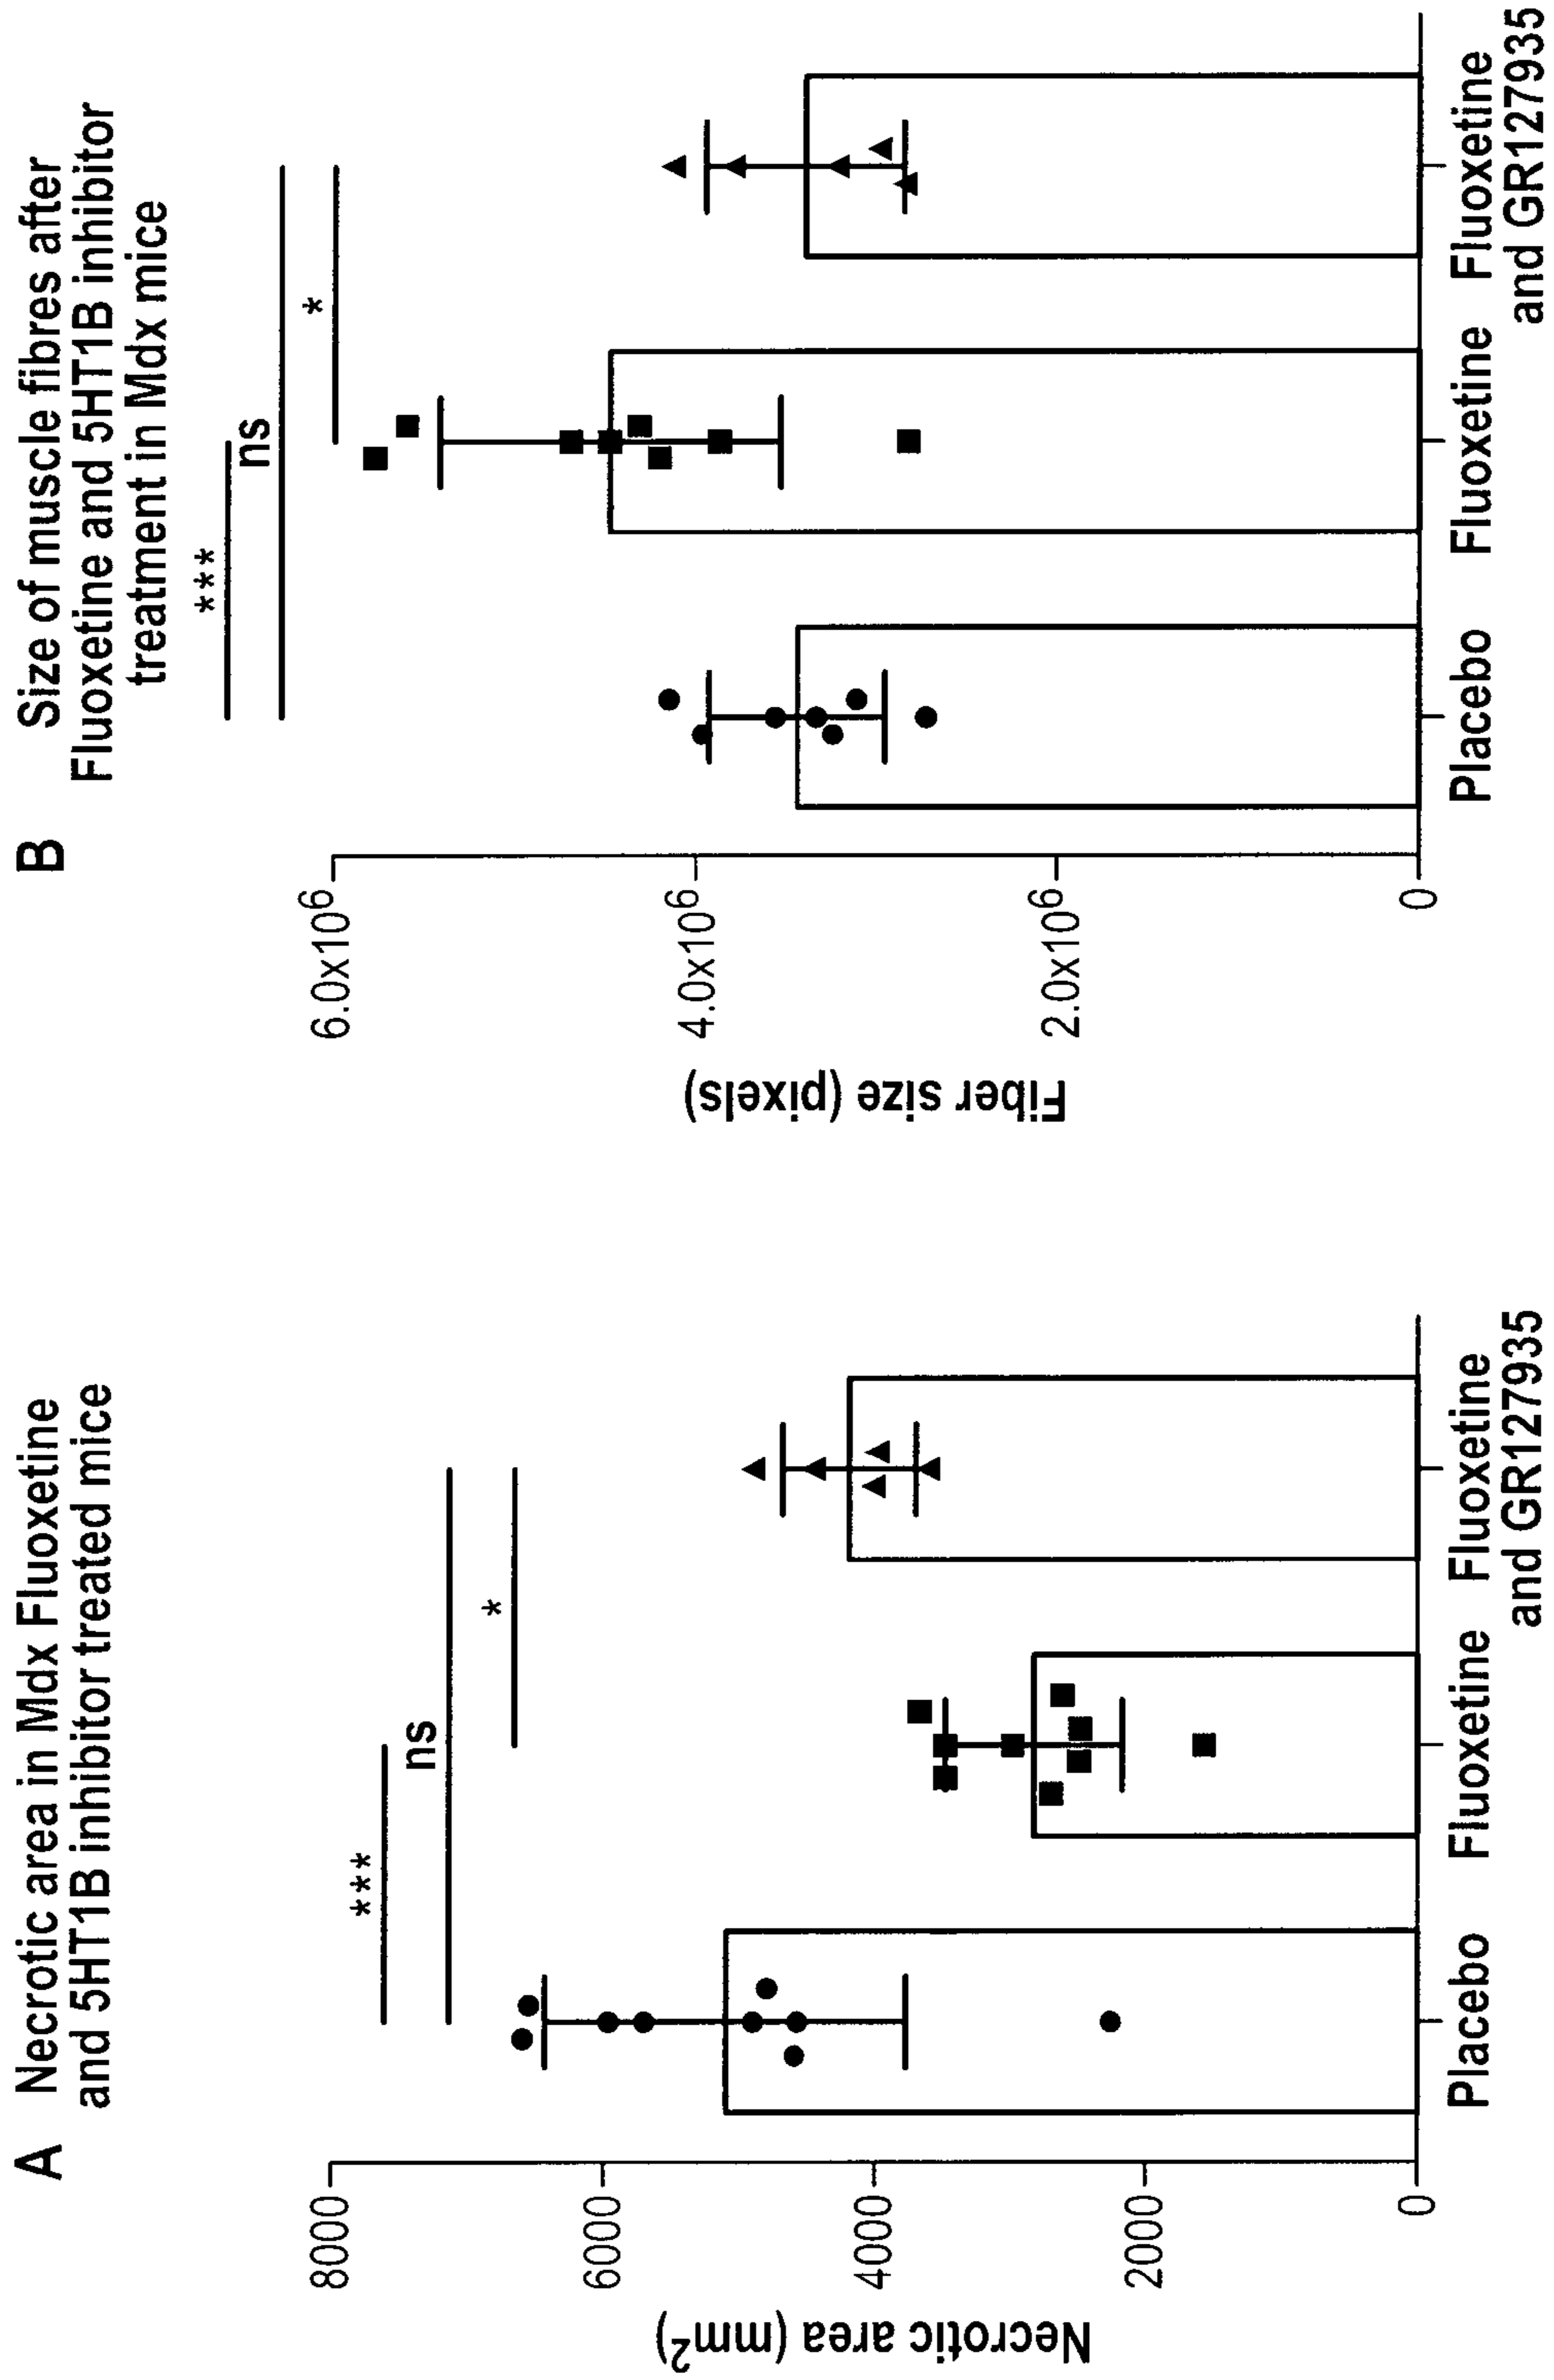 A
Necrotic area in Mdx Fluoxetine
and 5HT1B inhibitor treated mice
***
ns
*
8000
6000
4000
2000
0
Necrotic area (mm²)
Placebo
Fluoxetine
Fluoxetine
and GR127935
B
Size of muscle fibres after
Fluoxetine and 5HT1B inhibitor
treatment in Mdx mice
***
ns
*
6.0x10⁶
4.0x10⁶
2.0x10⁶
0
Fiber size (pixels)
Placebo
Fluoxetine
Fluoxetine
and GR127935